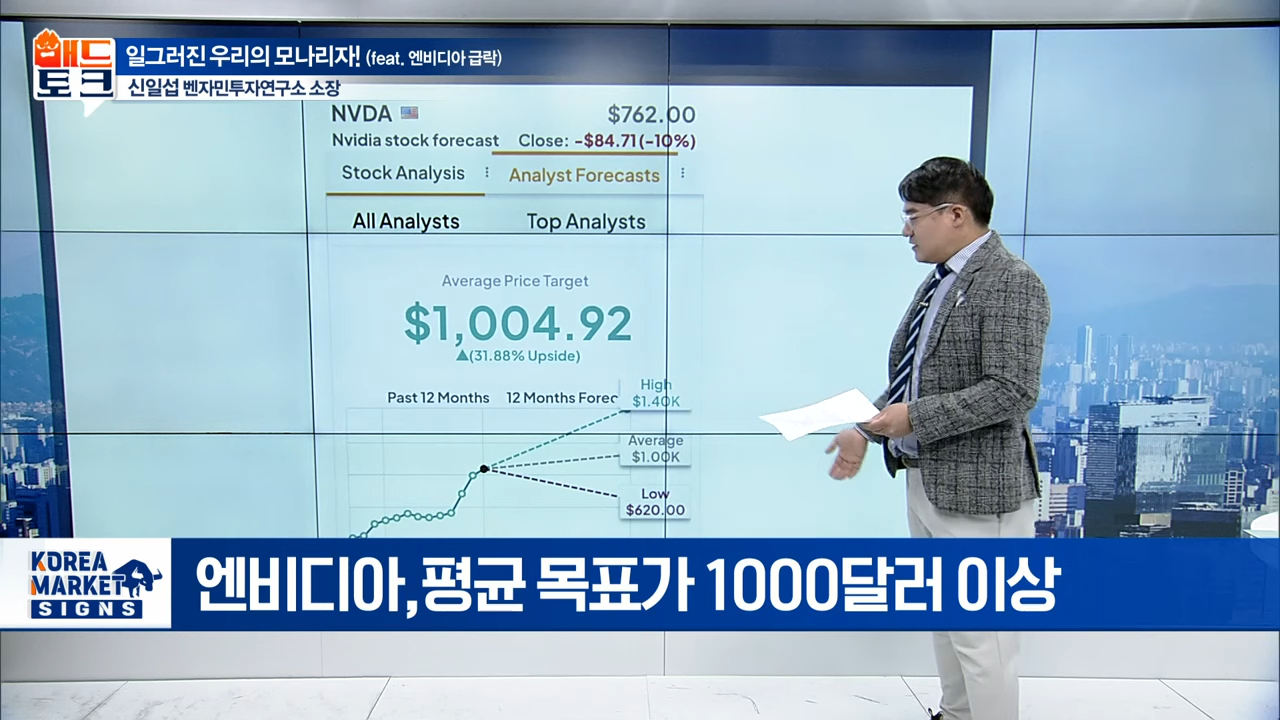 매드
토크
일그러진 우리의 모나리자! (feat. 엔비디아 급락)
신일섭 벤자민투자연구소 소장
NVDA $762.00
Nvidia stock forecast Close: -$84.71 (-10%)
Stock Analysis Analyst Forecasts
All Analysts Top Analysts
Average Price Target
$1,004.92
▲(31.88% Upside)
Past 12 Months 12 Months Forec
High
$1.40K
Average
$1.00K
Low
$620.00
KOREA
MARKET
SIGNS
엔비디아,평균 목표가 1000달러 이상